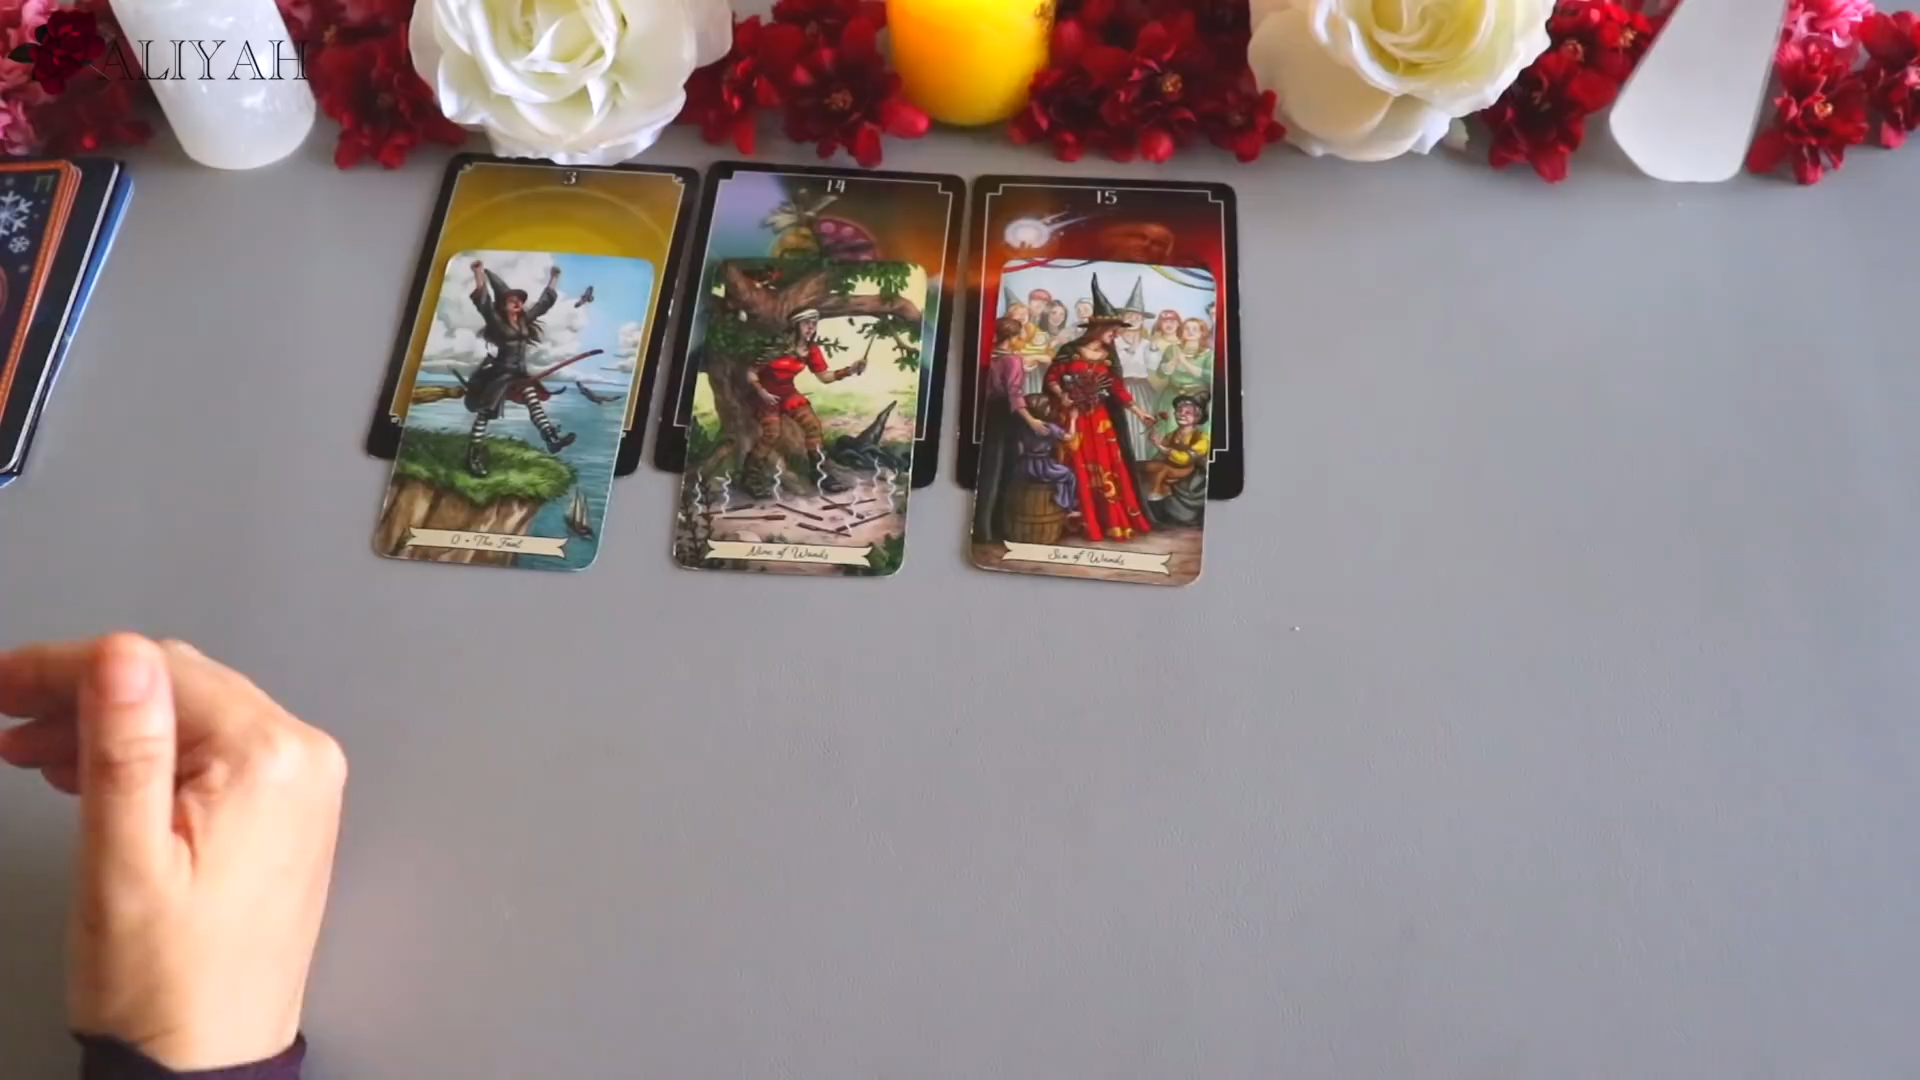 ALIYAH
3
14
15
0 • The Fool
Nine of Wands
Six of Wands